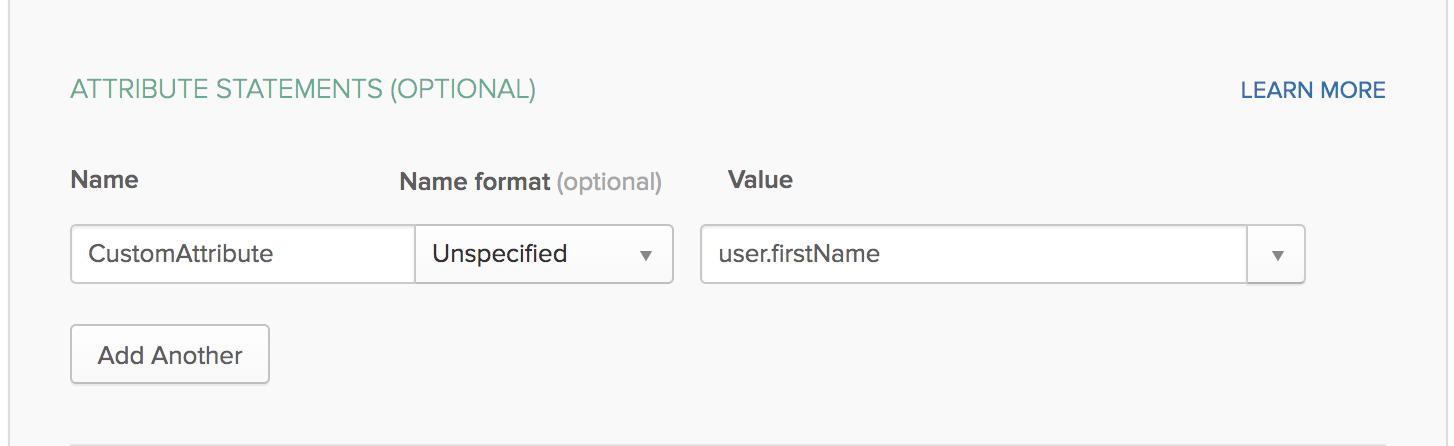 ATTRIBUTE STATEMENTS (OPTIONAL) LEARN MORE
Name Name format (optional) Value
CustomAttribute Unspecified user.firstName
Add Another